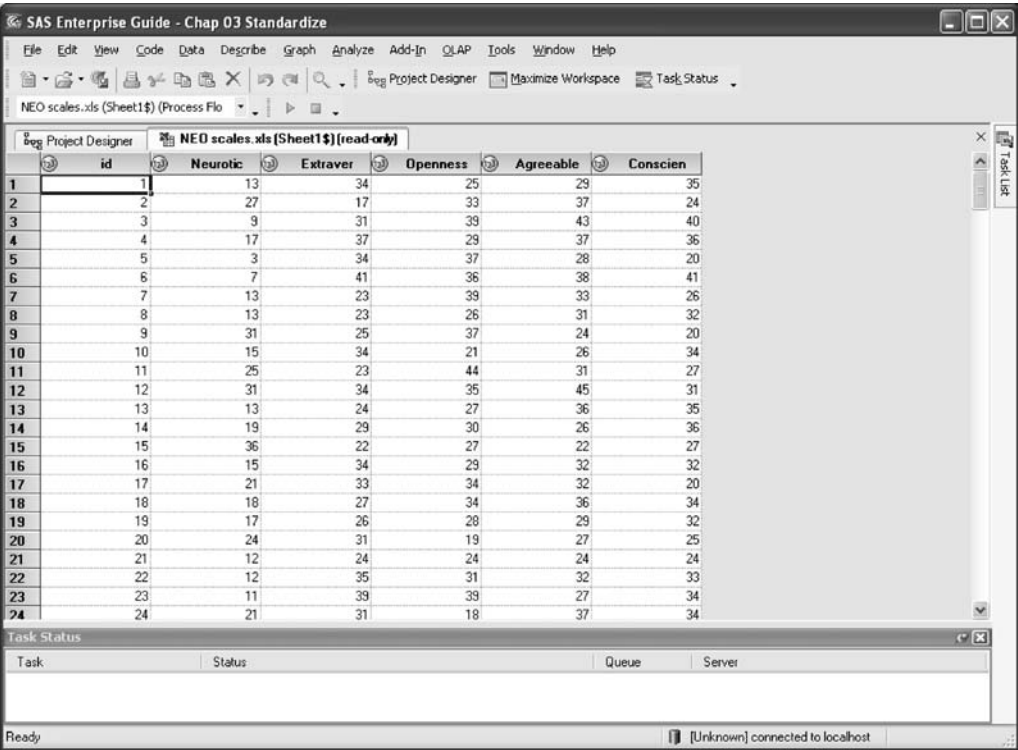 SAS Enterprise Guide - Chap 03 Standardize
File Edit View Code Data Describe Graph Analyze Add-In OLAP Tools Window Help
Project Designer Maximize Workspace Task Status
NEO scales.xls (Sheet1$) (Process Flo
Project Designer NEO scales.xls (Sheet1$) (read-only)
Task List
id Neurotic Extraver Openness Agreeable Conscien
1 1 13 34 25 29 35
2 2 27 17 33 37 24
3 3 9 31 39 43 40
4 4 17 37 29 37 36
5 5 3 34 37 28 20
6 6 7 41 36 38 41
7 7 13 23 39 33 26
8 8 13 23 26 31 32
9 9 31 25 37 24 20
10 10 15 34 21 26 34
11 11 25 23 44 31 27
12 12 31 34 35 45 31
13 13 13 24 27 36 35
14 14 19 29 30 26 36
15 15 36 22 27 22 27
16 16 15 34 29 32 32
17 17 21 33 34 32 20
18 18 18 27 34 36 34
19 19 17 26 28 29 32
20 20 24 31 19 27 25
21 21 12 24 24 24 24
22 22 12 35 31 32 33
23 23 11 39 39 27 34
24 24 21 31 18 37 34
Task Status
Task Status Queue Server
Ready [Unknown] connected to localhost